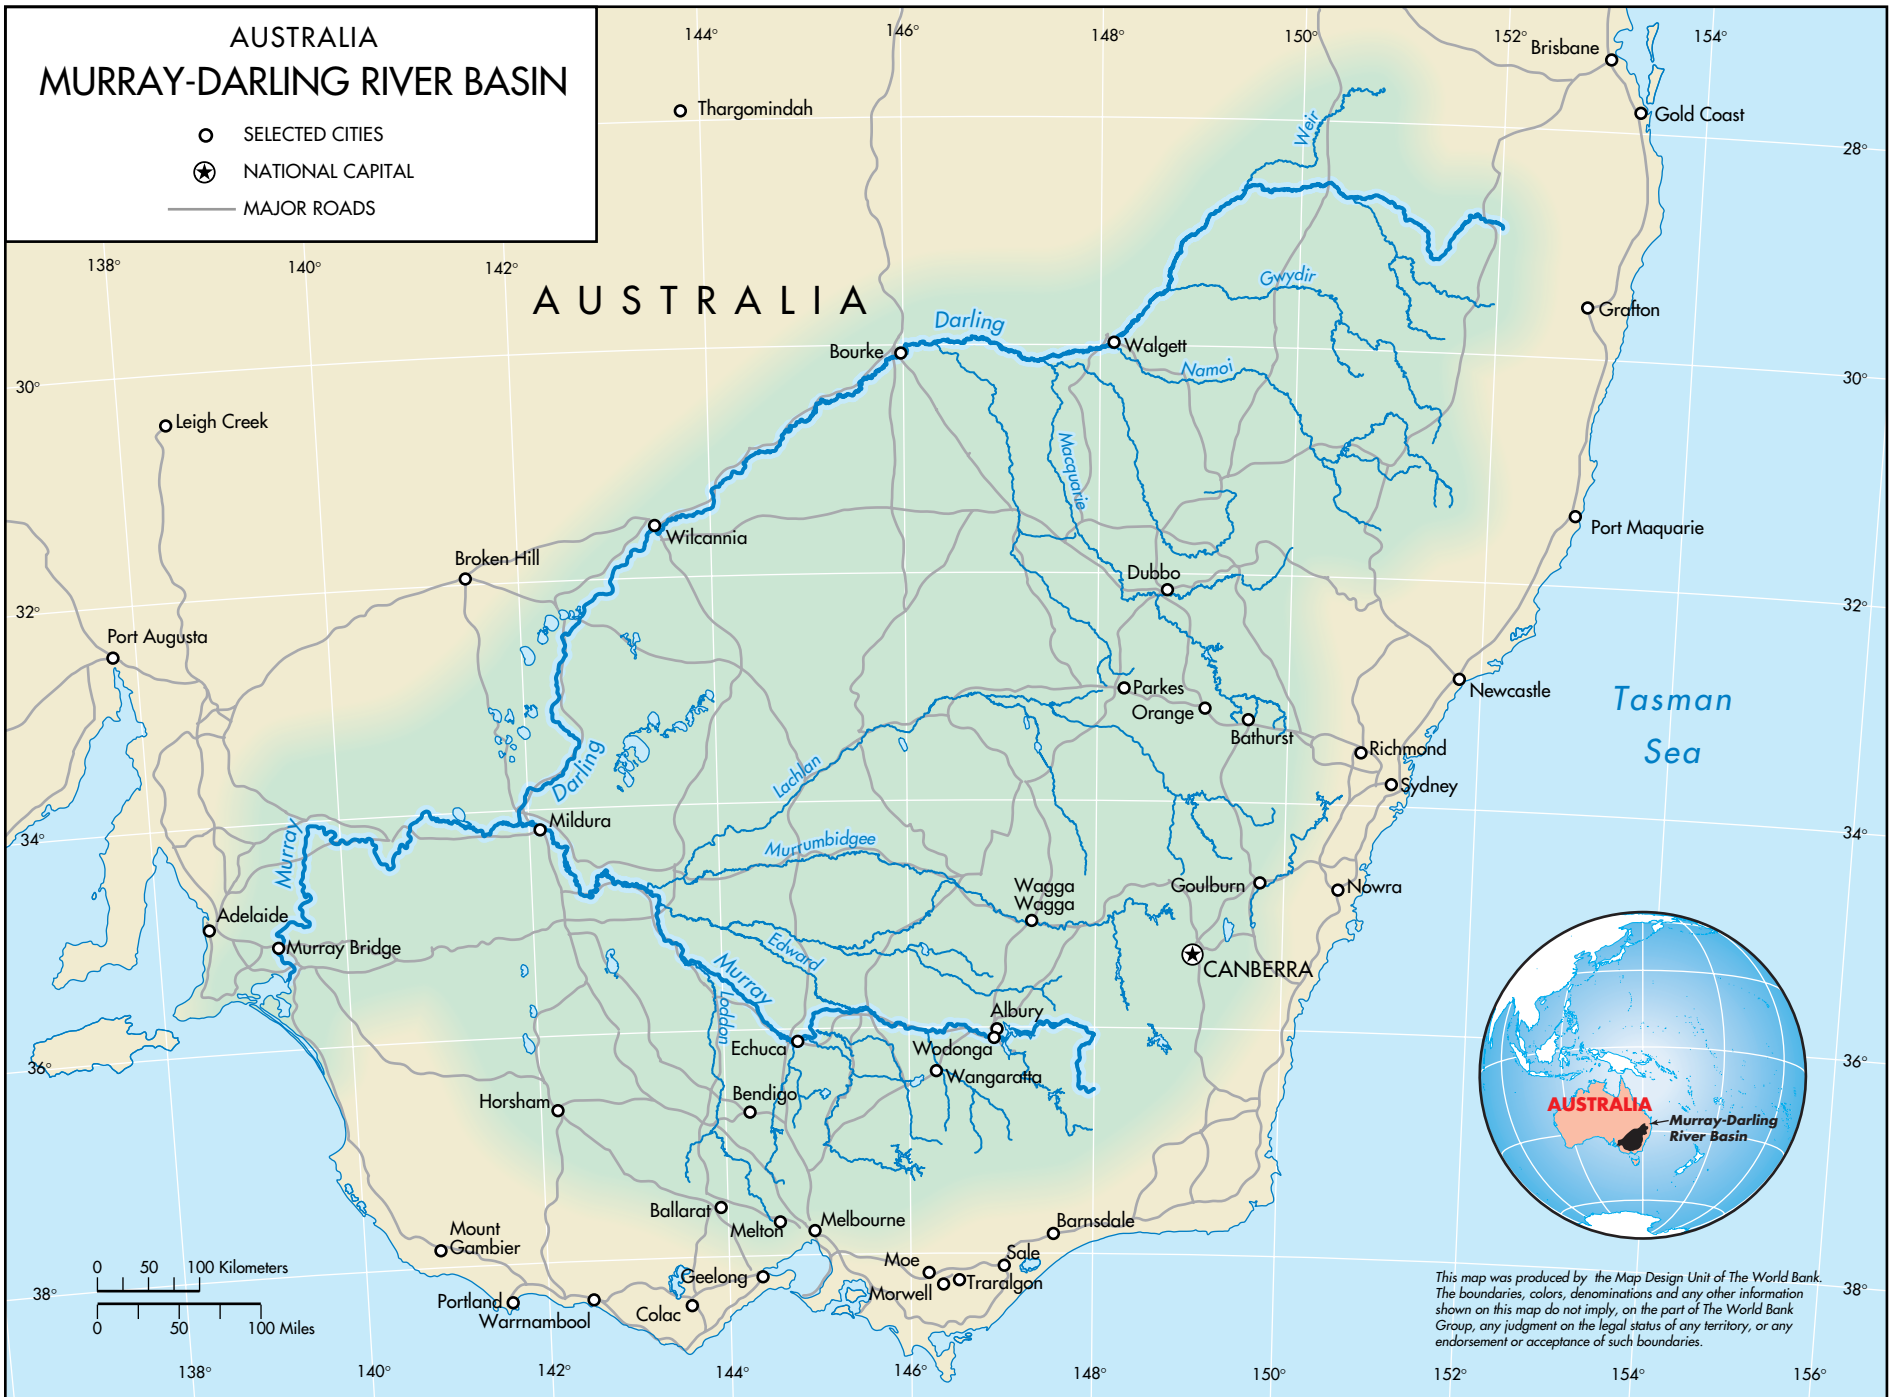 AUSTRALIA
MURRAY-DARLING RIVER BASIN
SELECTED CITIES
NATIONAL CAPITAL
MAJOR ROADS
144°
146°
148°
150°
152°
154°
Brisbane
Thargomindah
Gold Coast
Weir
28°
138°
140°
142°
AUSTRALIA
Gwydir
Grafton
Darling
Bourke
Walgett
Namoi
30°
30°
Leigh Creek
Macquarie
Wilcannia
Port Maquarie
Broken Hill
Dubbo
32°
32°
Port Augusta
Parkes
Orange
Newcastle
Tasman
Sea
Bathurst
Richmond
Darling
Lachlan
Sydney
Mildura
34°
34°
Murray
Murrumbidgee
Wagga
Wagga
Goulburn
Nowra
Adelaide
Murray Bridge
Edward
Murray
CANBERRA
Loddon
Albury
Echuca
Wodonga
36°
36°
Wangaratta
Horsham
Bendigo
AUSTRALIA
Murray-Darling
River Basin
Ballarat
Melton
Melbourne
Barnsdale
Mount
Gambier
Moe
Sale
Geelong
Morwell
Traralgon
0 50 100 Kilometers
0 50 100 Miles
38°
38°
Portland
Warrnambool
Colac
This map was produced by the Map Design Unit of The World Bank.
The boundaries, colors, denominations and any other information
shown on this map do not imply, on the part of The World Bank
Group, any judgment on the legal status of any territory, or any
endorsement or acceptance of such boundaries.
138°
140°
142°
144°
146°
148°
150°
152°
154°
156°